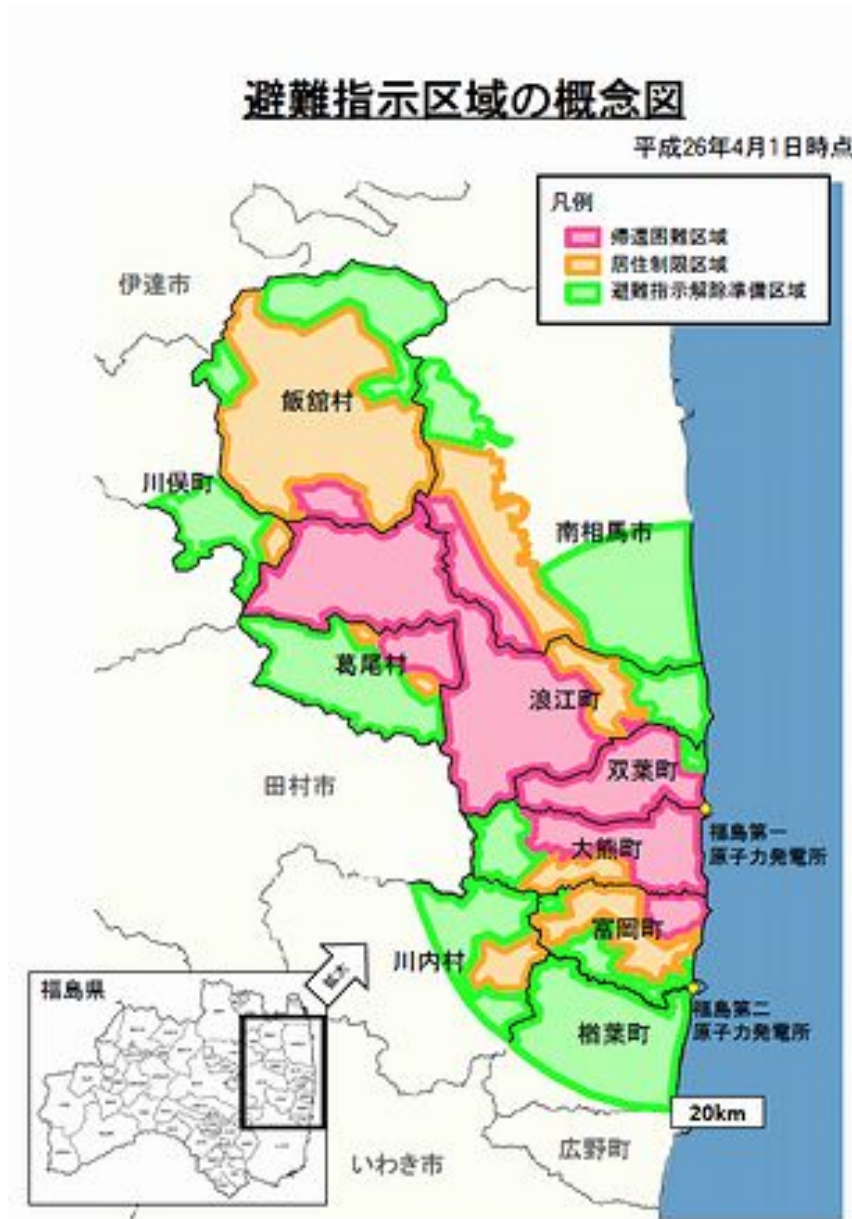 避難指示区域の概念図
平成26年4月1日時点
凡例
帰還困難区域
居住制限区域
避難指示解除準備区域
伊達市
飯舘村
川俣町
南相馬市
葛尾村
浪江町
田村市
双葉町
大熊町
福島第一
原子力発電所
富岡町
川内村
拡大
福島県
福島第二
原子力発電所
楢葉町
20km
広野町
いわき市